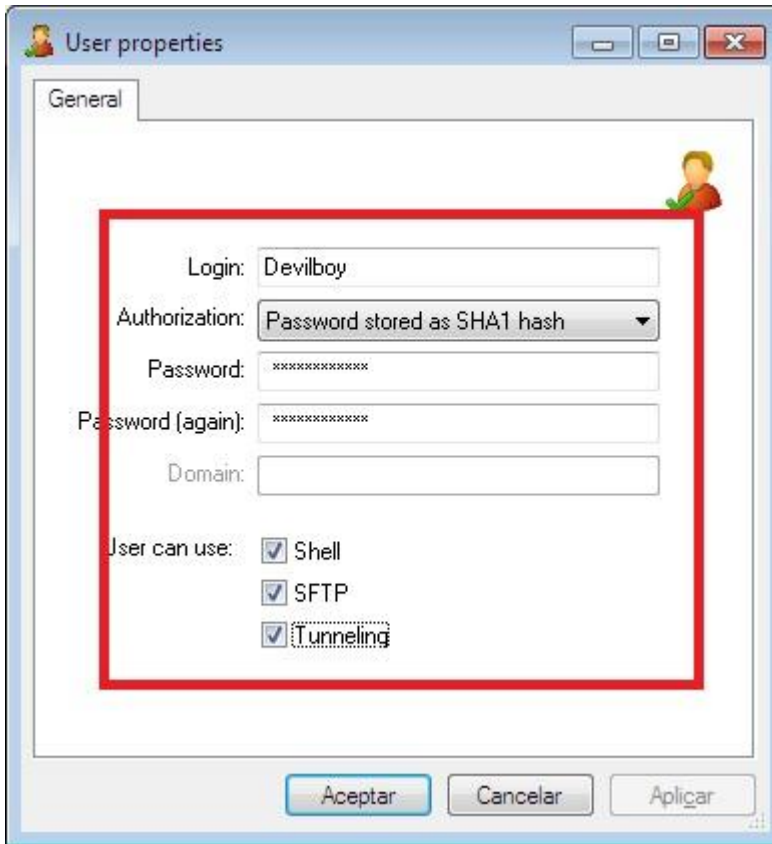 User properties
General
Login: Devilboy
Authorization: Password stored as SHA1 hash
Password: ************
Password (again): ************
Domain:
User can use: Shell
SFTP
Tunneling
Aceptar Cancelar Aplicar